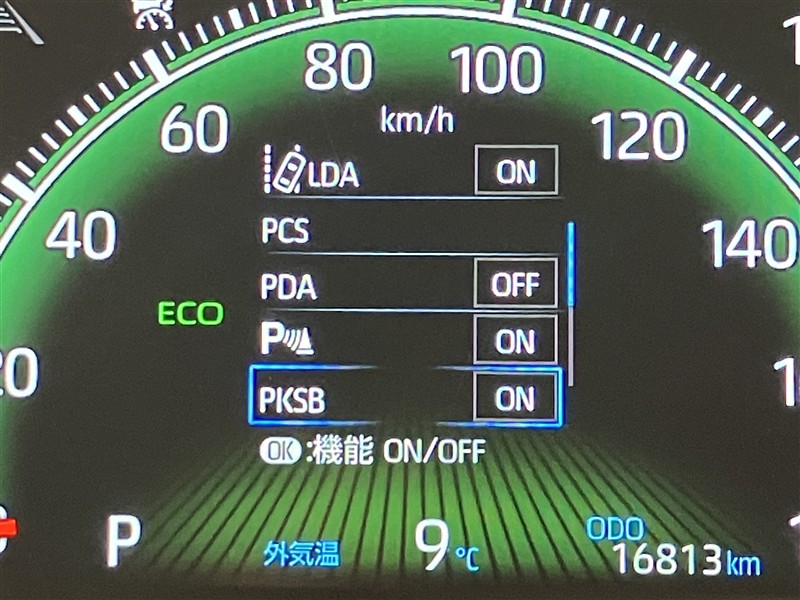 80 100
60 km/h 120
LDA ON
40 PCS 140
PDA OFF
ECO
P ON
20
PKSB ON
OK:機能 ON/OFF
P 外気温 9℃ ODO 16813km